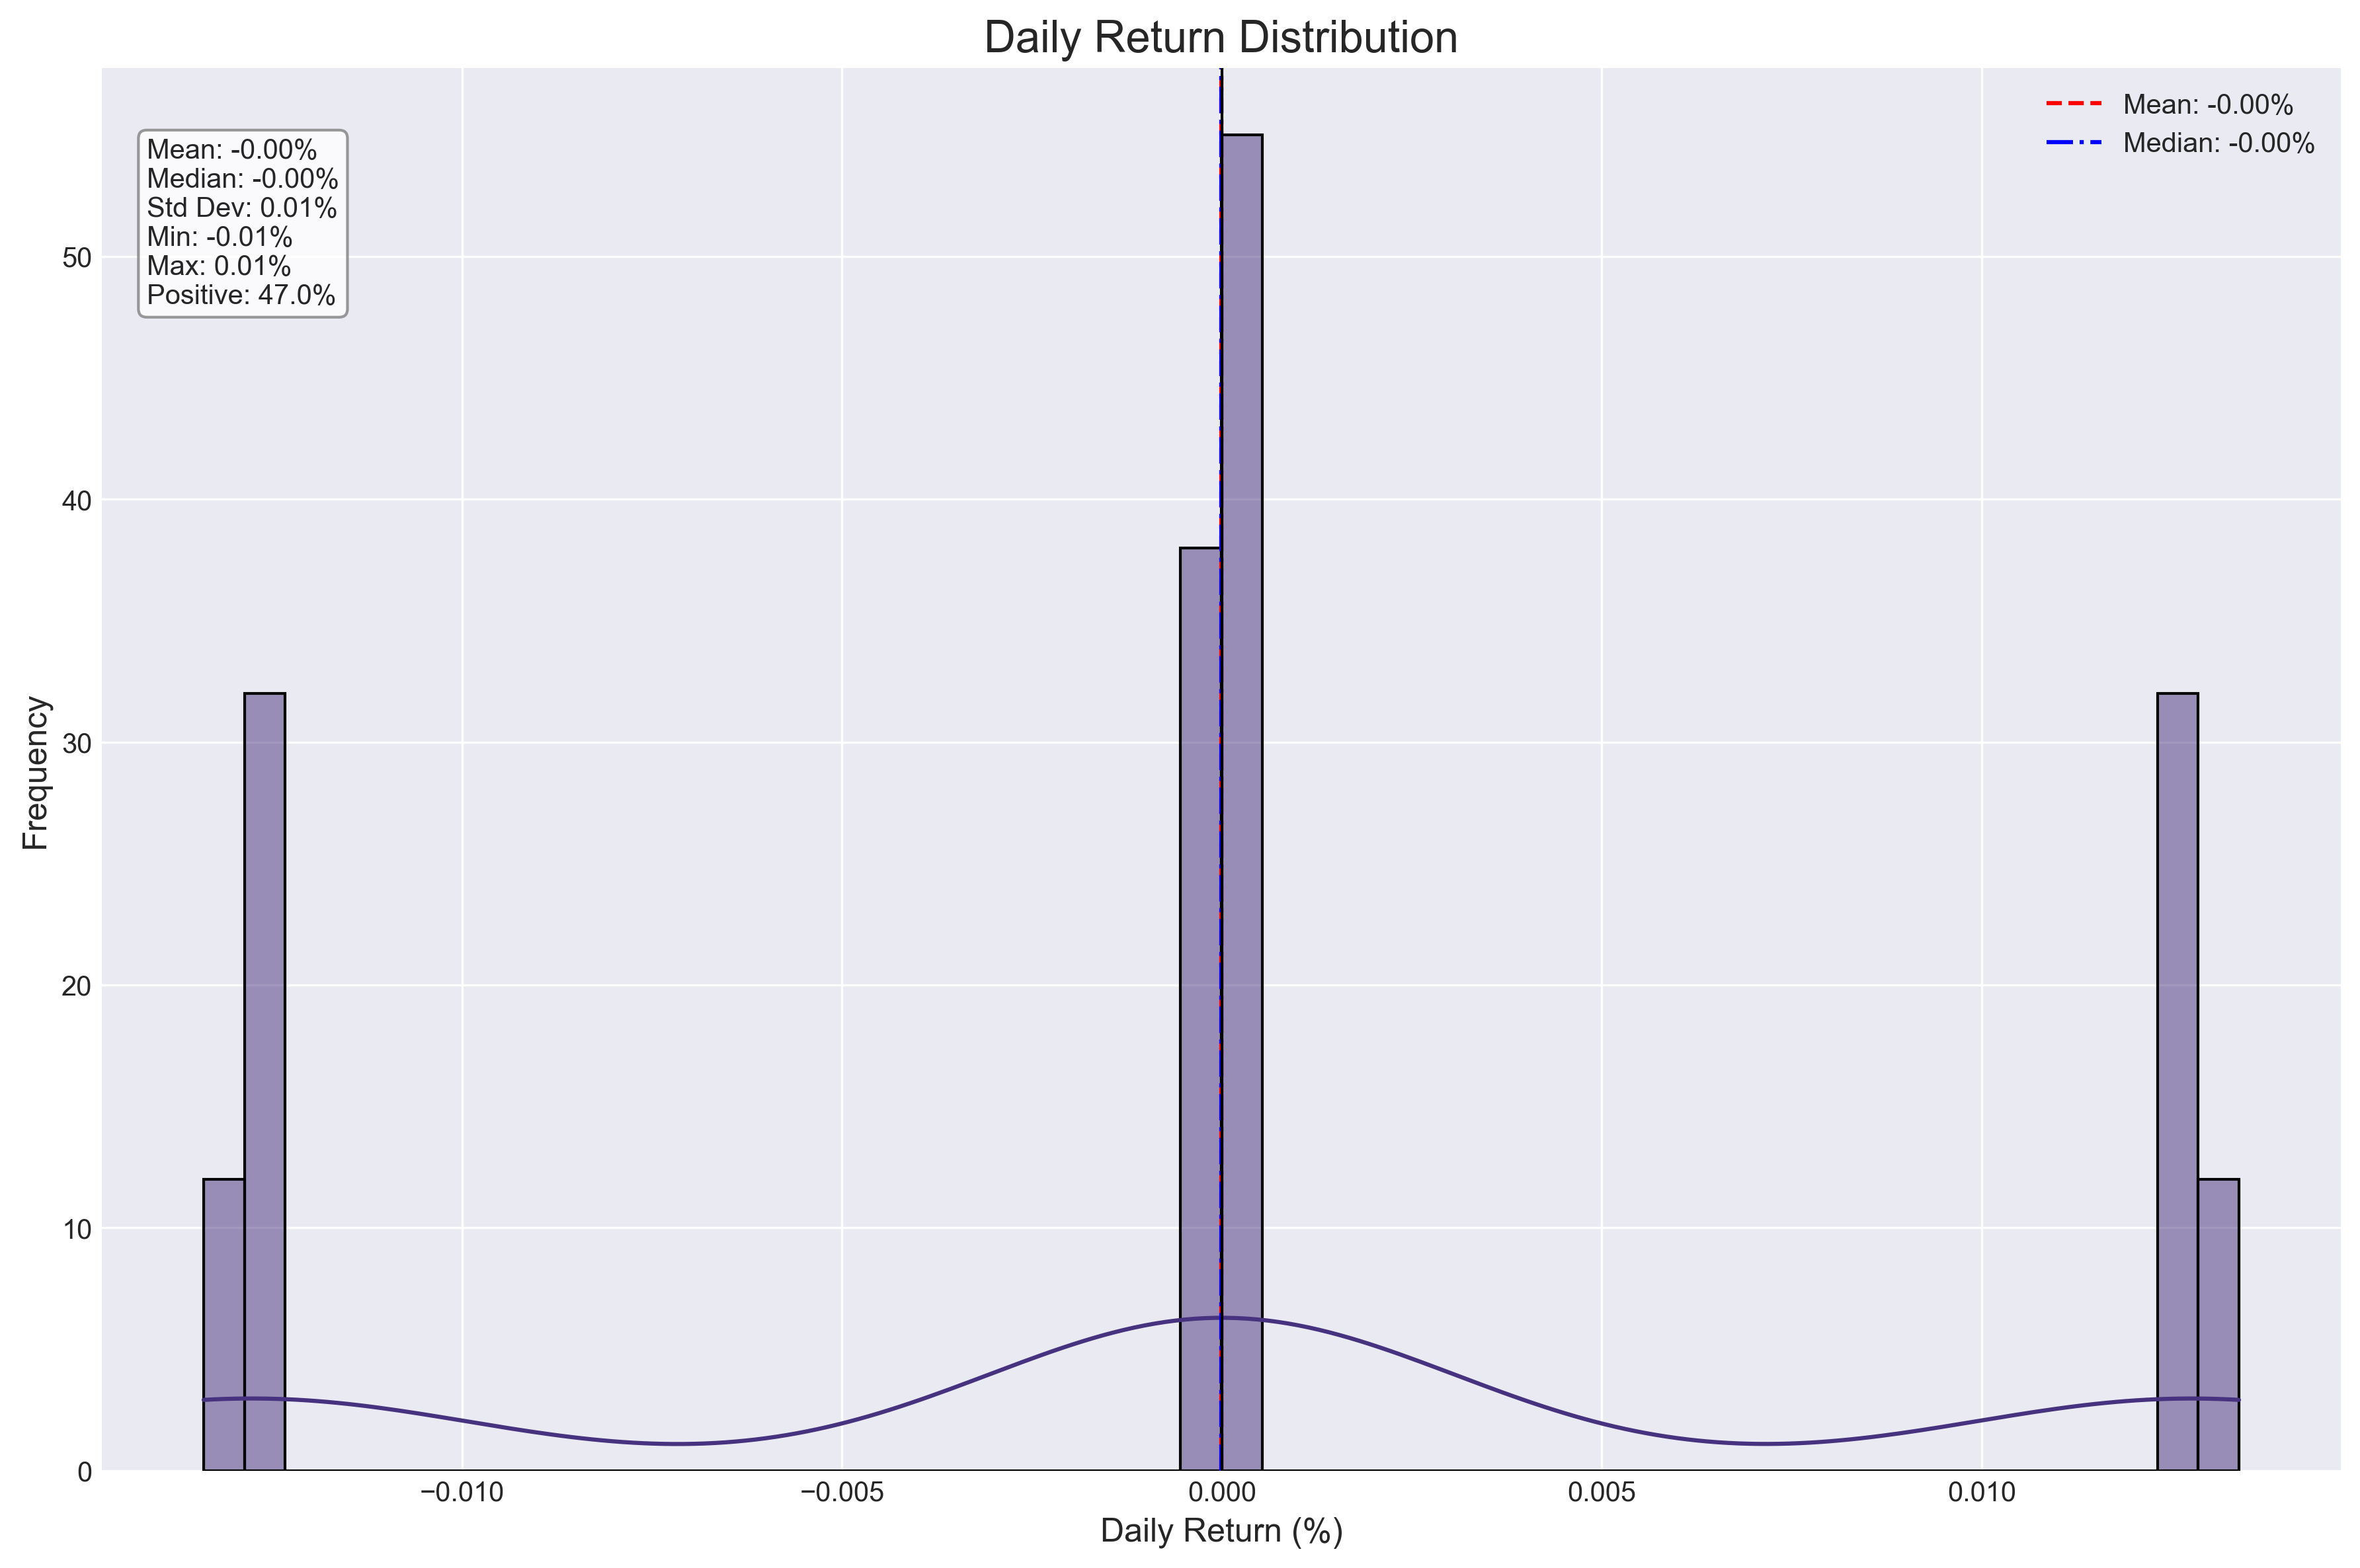 Daily Return Distribution
Mean: -0.00%
Median: -0.00%
Mean: -0.00%
Median: -0.00%
Std Dev: 0.01%
Min: -0.01%
Max: 0.01%
Positive: 47.0%
50
40
30
20
10
0
Frequency
−0.010
−0.005
0.000
0.005
0.010
Daily Return (%)